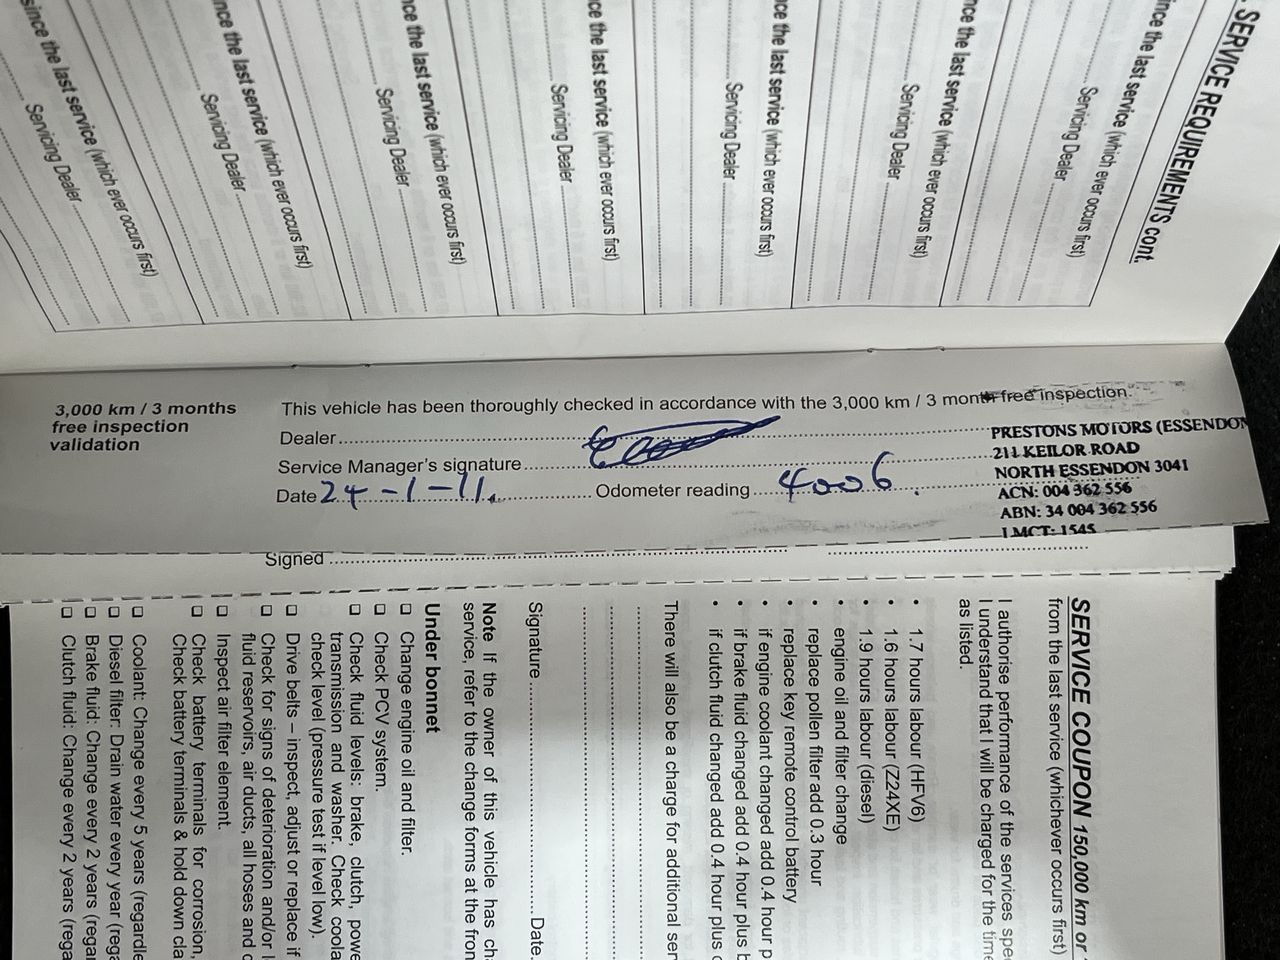 SERVICE REQUIREMENTS cont.
since the last service (which ever occurs first)
Servicing Dealer
since the last service (which ever occurs first)
Servicing Dealer
since the last service (which ever occurs first)
Servicing Dealer
since the last service (which ever occurs first)
Servicing Dealer
since the last service (which ever occurs first)
Servicing Dealer
since the last service (which ever occurs first)
Servicing Dealer
since the last service (which ever occurs first)
Servicing Dealer
3,000 km / 3 months
free inspection
validation
This vehicle has been thoroughly checked in accordance with the 3,000 km / 3 month free inspection.
Dealer
Service Manager's signature
Date 24-1-11. Odometer reading 4006
PRESTONS MOTORS (ESSENDON
211 KEILOR ROAD
NORTH ESSENDON 3041
ACN: 004 362 556
ABN: 34 004 362 556
LMCT: 1545
Signed
SERVICE COUPON 150,000 km or
from the last service (whichever occurs first)
I authorise performance of the services spe
I understand that I will be charged for the time
as listed.
• 1.7 hours labour (HFV6)
• 1.6 hours labour (Z24XE)
• 1.9 hours labour (diesel)
• engine oil and filter change
• replace pollen filter add 0.3 hour
• replace key remote control battery
• if engine coolant changed add 0.4 hour p
• if brake fluid changed add 0.4 hour plus b
• if clutch fluid changed add 0.4 hour plus c
There will also be a charge for additional ser
Signature Date
Note If the owner of this vehicle has ch
service, refer to the change forms at the fron
Under bonnet
Change engine oil and filter.
Check PCV system.
Check fluid levels: brake, clutch, powe
transmission and washer. Check coola
check level (pressure test if level low).
Drive belts – inspect, adjust or replace if
Check for signs of deterioration and/or l
fluid reservoirs, air ducts, all hoses and c
Inspect air filter element.
Check battery terminals for corrosion,
Check battery terminals & hold down cla
Coolant: Change every 5 years (regardle
Diesel filter: Drain water every year (rega
Brake fluid: Change every 2 years (regar
Clutch fluid: Change every 2 years (rega